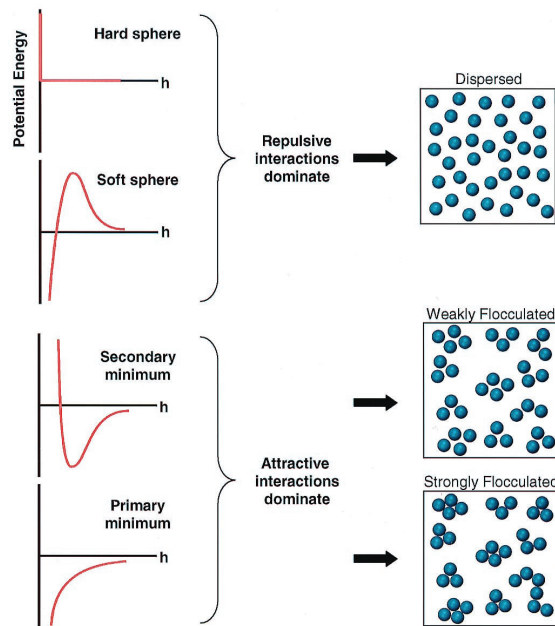 Potential Energy
Hard sphere
h
Soft sphere
h
Repulsive
interactions
dominate
Dispersed
Secondary
minimum
h
Primary
minimum
h
Attractive
interactions
dominate
Weakly Flocculated
Strongly Flocculated